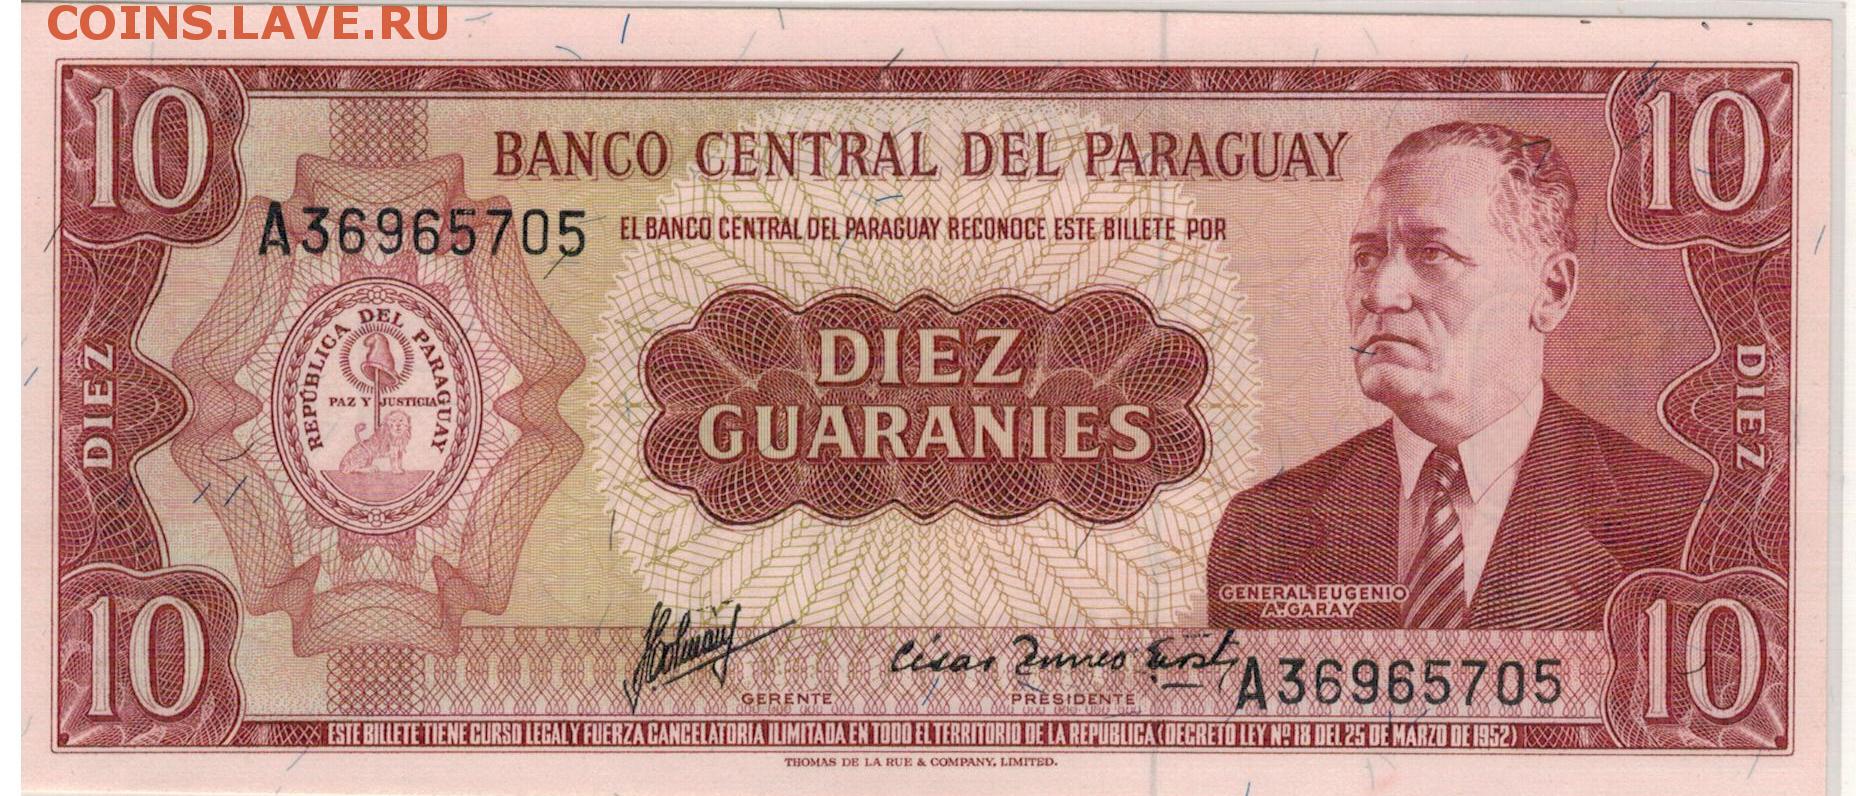 COINS.LAVE.RU
10
10
BANCO CENTRAL DEL PARAGUAY
A36965705
EL BANCO CENTRAL DEL PARAGUAY RECONOCE ESTE BILLETE POR
REPÚBLICA DEL PARAGUAY
PAZ Y JUSTICIA
DIEZ
DIEZ
GUARANIES
DIEZ
GENERAL EUGENIO
A. GARAY
10
10
César
GERENTE
PRESIDENTE
A36965705
ESTE BILLETE TIENE CURSO LEGAL Y FUERZA CANCELATORIA ILIMITADA EN TODO EL TERRITORIO DE LA REPUBLICA (DECRETO LEY Nº 18 DEL 25 DE MARZO DE 1952)
THOMAS DE LA RUE & COMPANY, LIMITED.